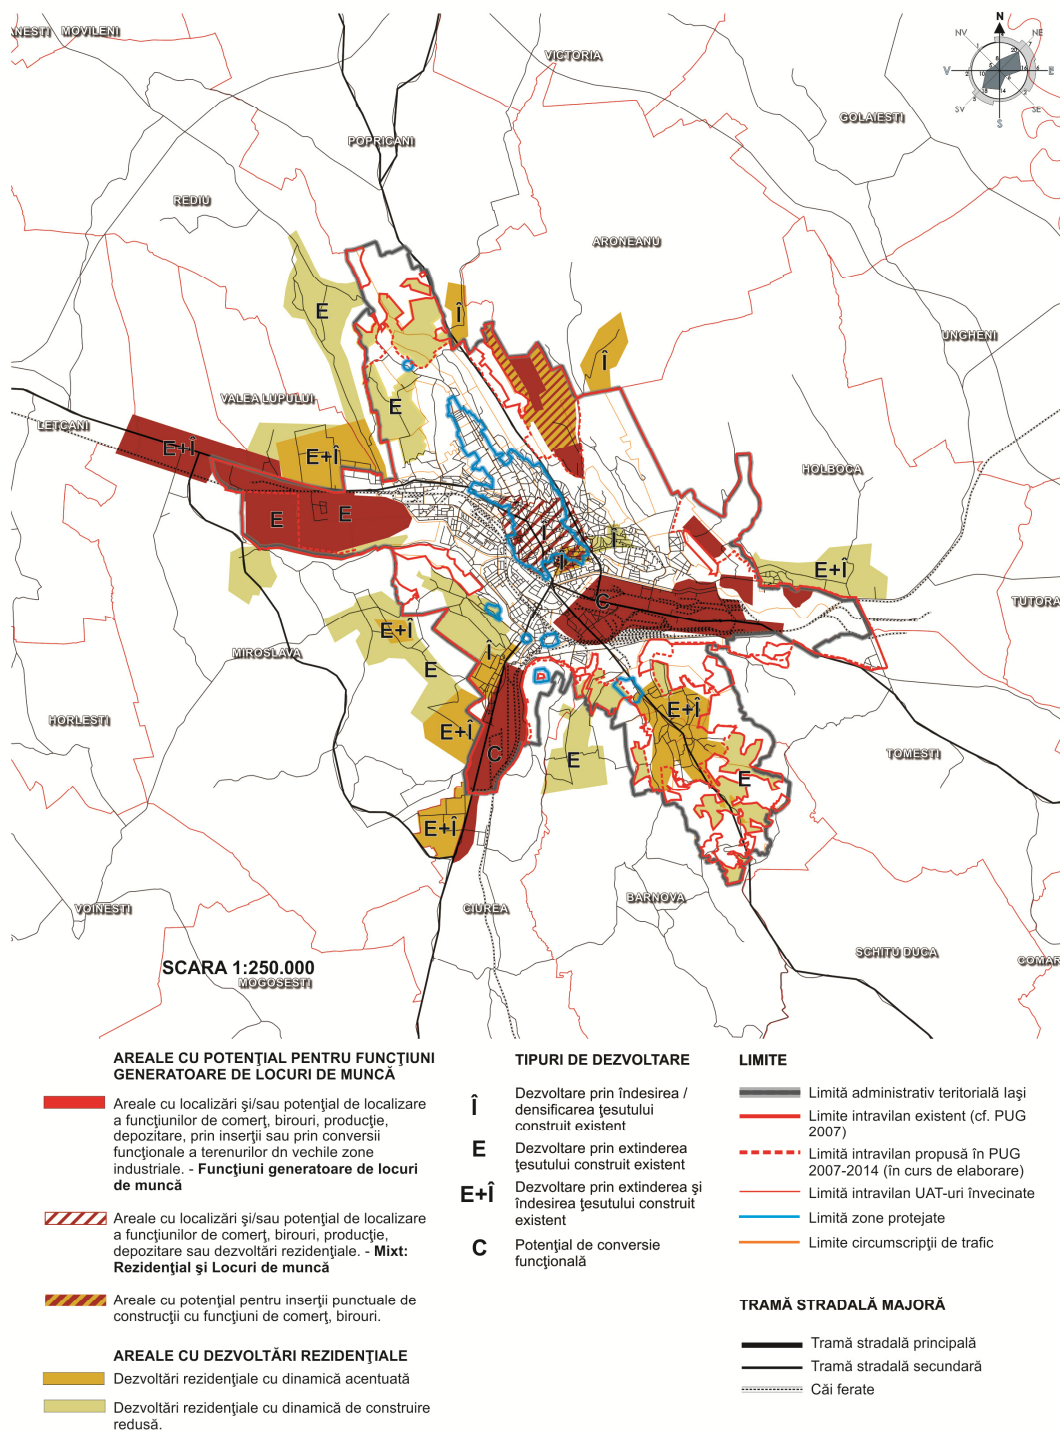 ANESTI
MOVILENI
VICTORIA
N
NV
NE
V
E
SV
SE
S
GOLAIESTI
POPRICANI
REDIU
ARONEANU
E
Î
UNGHENI
Î
VALEA LUPULUI
E
LETCANI
E+Î
E+Î
HOLBOCA
E
E
Î
Î
Î
E+Î
C
TUTORA
E+Î
MIROSLAVA
Î
E
HORLESTI
E+Î
E+Î
C
E
E
TOMESTI
E+Î
VOINESTI
CIUREA
BARNOVA
SCHITU DUCA
COMAR
SCARA 1:250.000
MOGOSESTI
AREALE CU POTENŢIAL PENTRU FUNCŢIUNI
GENERATOARE DE LOCURI DE MUNCĂ
Areale cu localizări şi/sau potenţial de localizare
a funcţiunilor de comerţ, birouri, producţie,
depozitare, prin inserţii sau prin conversii
funcţionale a terenurilor dn vechile zone
industriale. - Funcţiuni generatoare de locuri
de muncă
Areale cu localizări şi/sau potenţial de localizare
a funcţiunilor de comerţ, birouri, producţie,
depozitare sau dezvoltări rezidenţiale. - Mixt:
Rezidenţial şi Locuri de muncă
Areale cu potenţial pentru inserţii punctuale de
construcţii cu funcţiuni de comerţ, birouri.
AREALE CU DEZVOLTĂRI REZIDENŢIALE
Dezvoltări rezidenţiale cu dinamică acentuată
Dezvoltări rezidenţiale cu dinamică de construire
redusă.
TIPURI DE DEZVOLTARE
Î
Dezvoltare prin îndesirea /
densificarea ţesutului
construit existent
E
Dezvoltare prin extinderea
ţesutului construit existent
E+Î
Dezvoltare prin extinderea şi
îndesirea ţesutului construit
existent
C
Potenţial de conversie
funcţională
LIMITE
Limită administrativ teritorială Iaşi
Limite intravilan existent (cf. PUG
2007)
Limită intravilan propusă în PUG
2007-2014 (în curs de elaborare)
Limită intravilan UAT-uri învecinate
Limită zone protejate
Limite circumscripţii de trafic
TRAMĂ STRADALĂ MAJORĂ
Tramă stradală principală
Tramă stradală secundară
Căi ferate